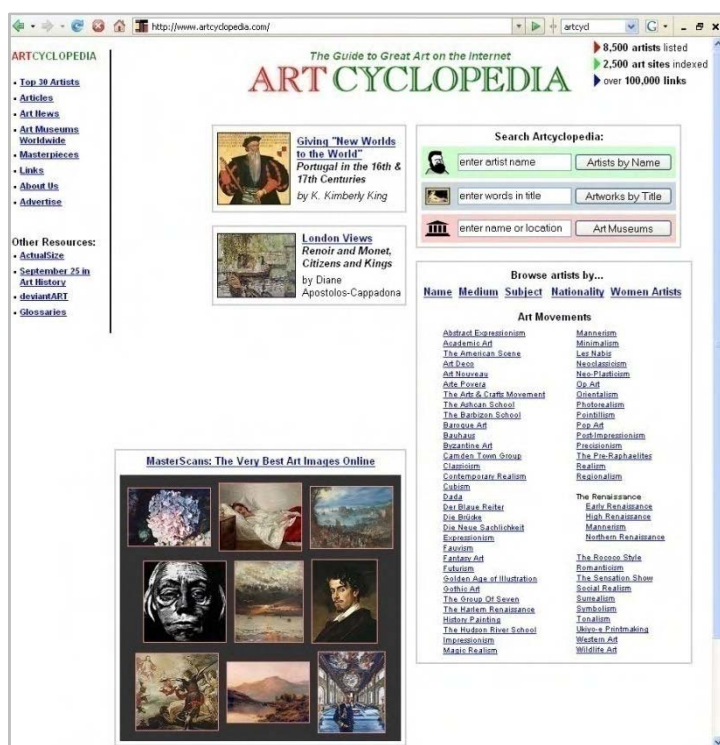 http://www.artcyclopedia.com/
artcycl
ARTCYCLOPEDIA
Top 30 Artists
Articles
Art News
Art Museums
Worldwide
Masterpieces
Links
About Us
Advertise
Other Resources:
ActualSize
September 25 in
Art History
deviantART
Glossaries
The Guide to Great Art on the Internet
ART CYCLOPEDIA
8,500 artists listed
2,500 art sites indexed
over 100,000 links
Giving "New Worlds
to the World"
Portugal in the 16th &
17th Centuries
by K. Kimberly King
London Views
Renoir and Monet,
Citizens and Kings
by Diane
Apostolos-Cappadona
Search Artcyclopedia:
enter artist name Artists by Name
enter words in title Artworks by Title
enter name or location Art Museums
Browse artists by...
Name Medium Subject Nationality Women Artists
Art Movements
Abstract Expressionism
Academic Art
The American Scene
Art Deco
Art Nouveau
Arte Povera
The Arts & Crafts Movement
The Ashcan School
The Barbizon School
Baroque Art
Bauhaus
Byzantine Art
Camden Town Group
Classicism
Contemporary Realism
Cubism
Dada
Der Blaue Reiter
Die Brücke
Die Neue Sachlichkeit
Expressionism
Fauvism
Fantasy Art
Futurism
Golden Age of Illustration
Gothic Art
The Group Of Seven
The Harlem Renaissance
History Painting
The Hudson River School
Impressionism
Magic Realism
Mannerism
Minimalism
Les Nabis
Neoclassicism
Neo-Plasticism
Op Art
Orientalism
Photorealism
Pointillism
Pop Art
Post-Impressionism
Precisionism
The Pre-Raphaelites
Realism
Regionalism
The Renaissance
Early Renaissance
High Renaissance
Mannerism
Northern Renaissance
The Rococo Style
Romanticism
The Sensation Show
Social Realism
Surrealism
Symbolism
Tonalism
Ukiyo-e Printmaking
Western Art
Wildlife Art
MasterScans: The Very Best Art Images Online